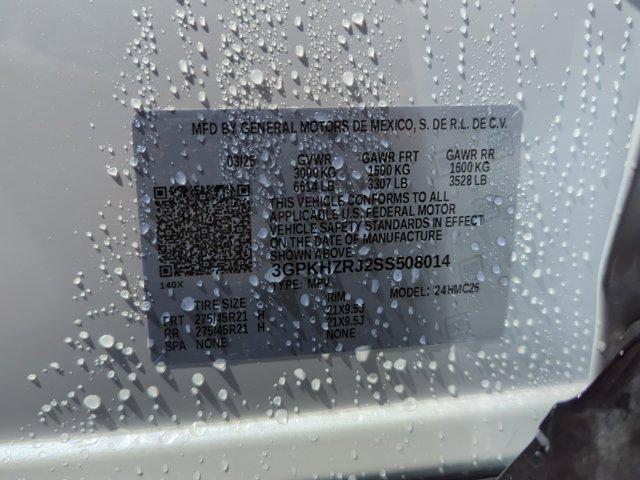 MFD BY GENERAL MOTORS DE MEXICO, S. DE R.L. DE C.V.
03/25 GVWR GAWR FRT GAWR RR
3000 KG 1500 KG 1600 KG
6614 LB 3307 LB 3528 LB
THIS VEHICLE CONFORMS TO ALL
APPLICABLE U.S. FEDERAL MOTOR
VEHICLE SAFETY STANDARDS IN EFFECT
ON THE DATE OF MANUFACTURE
SHOWN ABOVE.
3GPKHZRJ2SS508014
140X TYPE: MPV MODEL: 24HMC26
TIRE SIZE RIM
FRT 275/45R21 H 21X9.5J
RR 275/45R21 H 21X9.5J
SPA NONE NONE